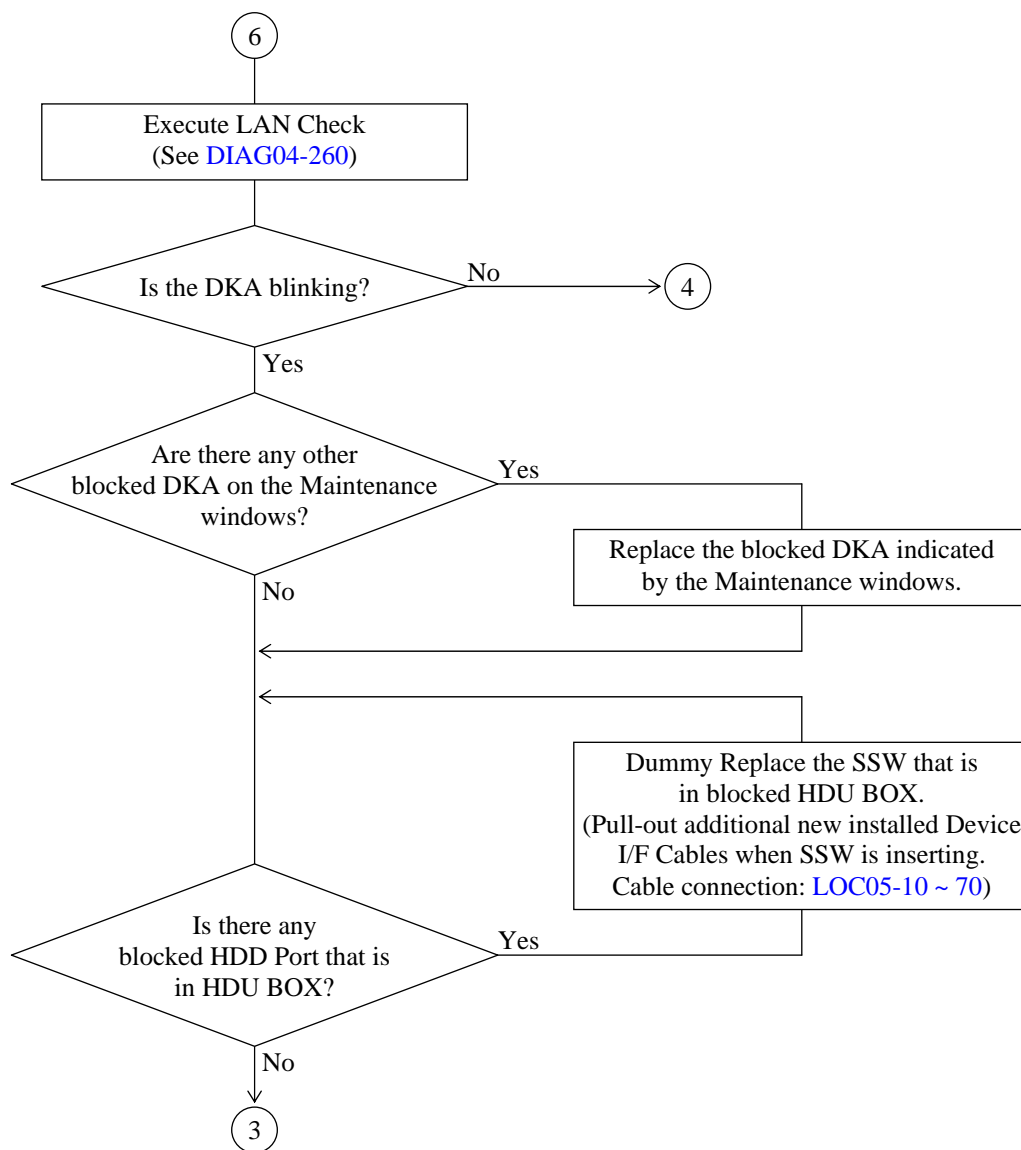 6
Execute LAN Check
(See DIAG04-260)
Is the DKA blinking?
No
4
Yes
Are there any other
blocked DKA on the Maintenance
windows?
Yes
Replace the blocked DKA indicated
by the Maintenance windows.
No
Dummy Replace the SSW that is
in blocked HDU BOX.
(Pull-out additional new installed Device
I/F Cables when SSW is inserting.
Cable connection: LOC05-10 ~ 70)
Is there any
blocked HDD Port that is
in HDU BOX?
Yes
No
3